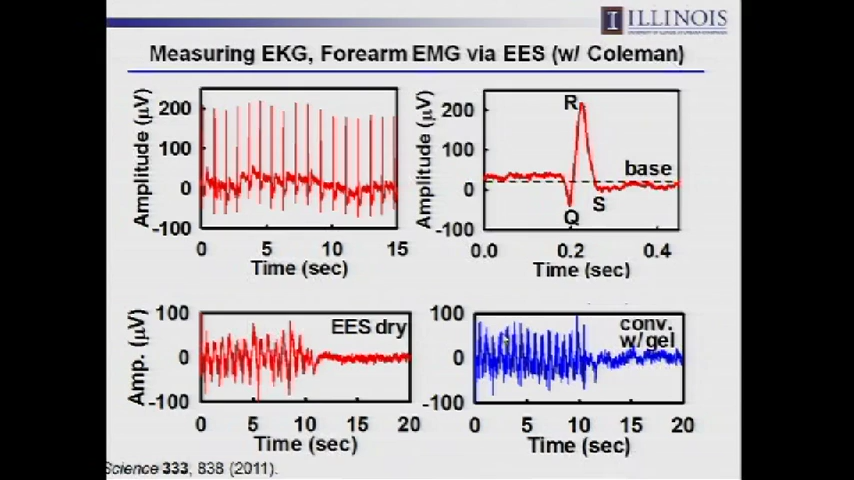 ILLINOIS
Measuring EKG, Forearm EMG via EES (w/ Coleman)
Amplitude (μV)
200
100
0
-100
0 5 10 15
Time (sec)
Amplitude (μV)
200
100
0
-100
R
base
Q
S
0.0 0.2 0.4
Time (sec)
Amp. (μV)
100
0
-100
EES dry
0 5 10 15 20
Time (sec)
100
0
-100
conv.
w/gel
0 5 10 15 20
Time (sec)
Science 333, 838 (2011).